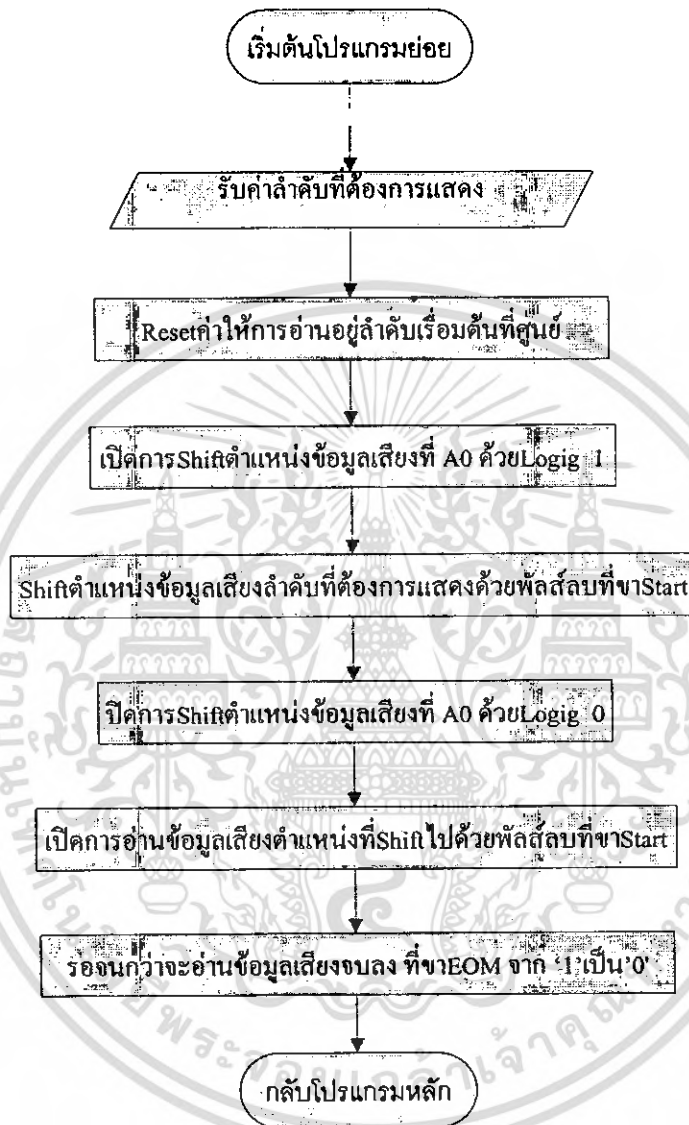 เริ่มต้นโปรแกรมย่อย
รับค่าลำดับที่ต้องการแสดง
Resetค่าให้การอ่านอยู่ลำดับเรื่อมต้นที่ศูนย์
เปิดการShiftตำแหน่งข้อมูลเสียงที่ A0 ด้วยLogig 1
Shiftตำแหน่งข้อมูลเสียงลำดับที่ต้องการแสดงด้วยพัลส์ลบที่ขาStart
ปิดการShiftตำแหน่งข้อมูลเสียงที่ A0 ด้วยLogig 0
เปิดการอ่านข้อมูลเสียงตำแหน่งที่Shiftไปด้วยพัลส์ลบที่ขาStart
รอจนกว่าจะอ่านข้อมูลเสียงจบลง ที่ขาEOM จาก '1'เป็น'0'
กลับโปรแกรมหลัก